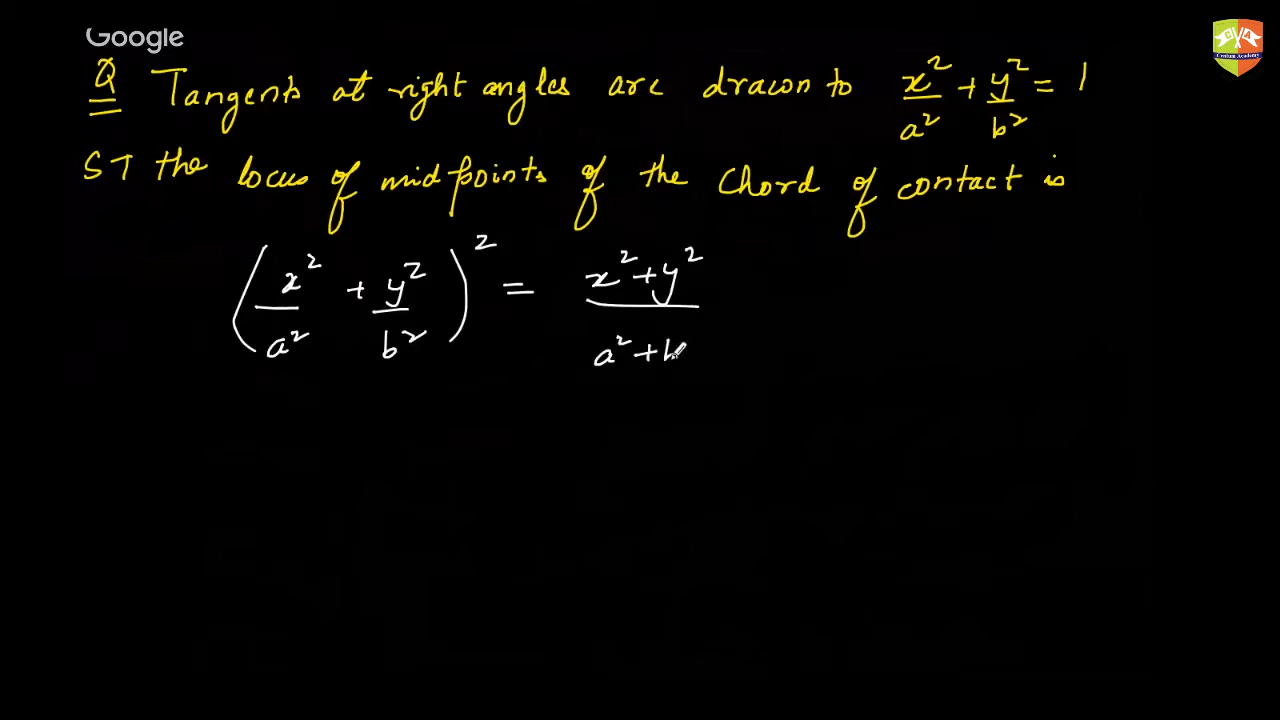 Google
Q Tangents at right angles are drawn to x²/a² + y²/b² = 1
ST the locus of midpoints of the chord of contact is
(x²/a² + y²/b²)² = x²+y²/a²+b